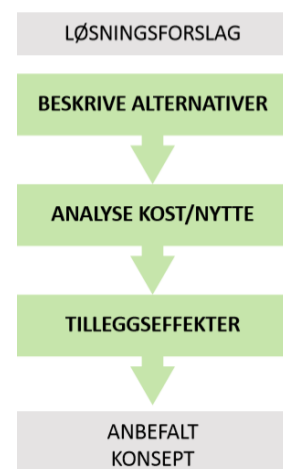 LØSNINGSFORSLAG
BESKRIVE ALTERNATIVER
ANALYSE KOST/NYTTE
TILLEGGSEFFEKTER
ANBEFALT
KONSEPT